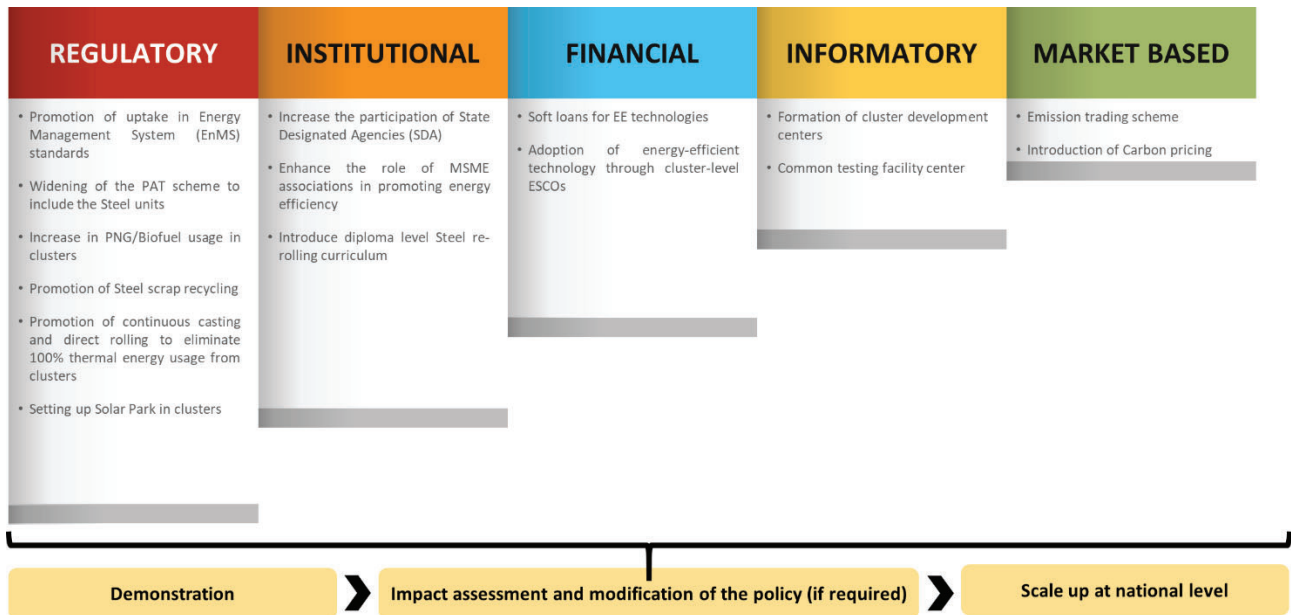 REGULATORY
• Promotion of uptake in Energy
Management System (EnMS)
standards
• Widening of the PAT scheme to
include the Steel units
• Increase in PNG/Biofuel usage in
clusters
• Promotion of Steel scrap recycling
• Promotion of continuous casting
and direct rolling to eliminate
100% thermal energy usage from
clusters
• Setting up Solar Park in clusters
INSTITUTIONAL
• Increase the participation of State
Designated Agencies (SDA)
• Enhance the role of MSME
associations in promoting energy
efficiency
• Introduce diploma level Steel re-
rolling curriculum
FINANCIAL
• Soft loans for EE technologies
• Adoption of energy-efficient
technology through cluster-level
ESCOs
INFORMATORY
• Formation of cluster development
centers
• Common testing facility center
MARKET BASED
• Emission trading scheme
• Introduction of Carbon pricing
Demonstration
Impact assessment and modification of the policy (if required)
Scale up at national level